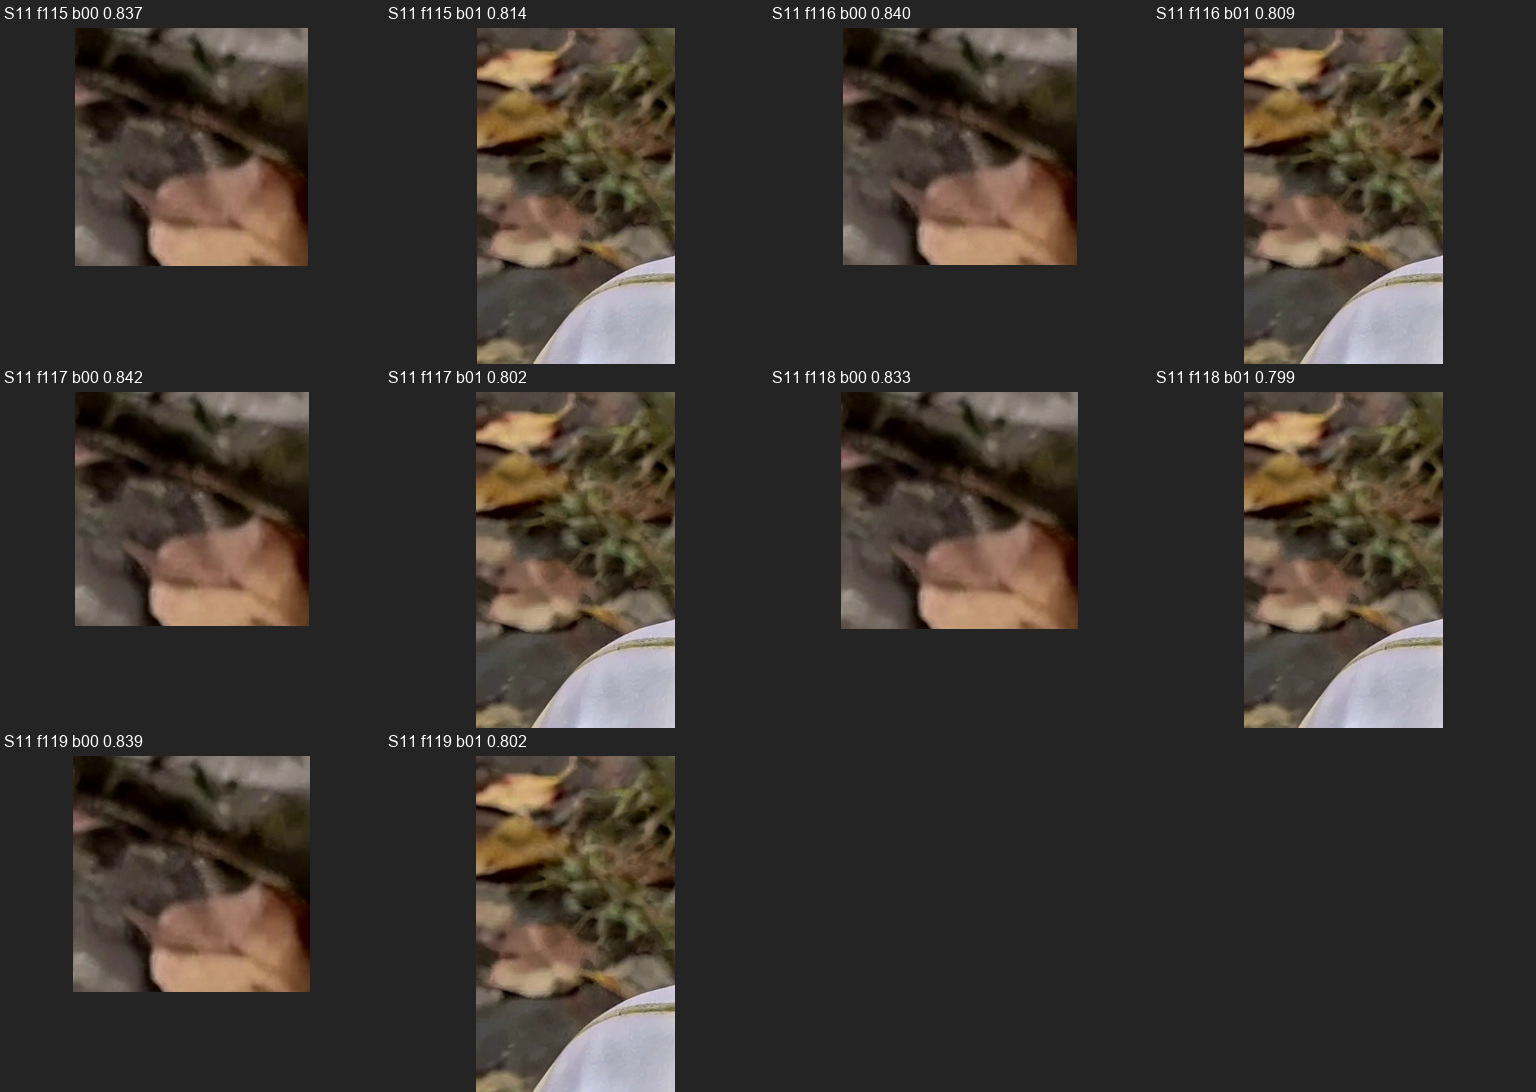 S11 f115 b00 0.837
S11 f115 b01 0.814
S11 f116 b00 0.840
S11 f116 b01 0.809
S11 f117 b00 0.842
S11 f117 b01 0.802
S11 f118 b00 0.833
S11 f118 b01 0.799
S11 f119 b00 0.839
S11 f119 b01 0.802